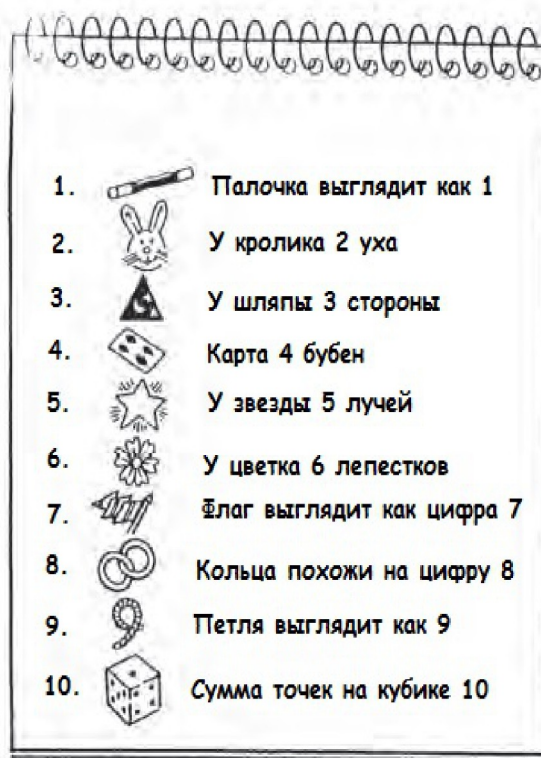 1. Палочка выглядит как 1
2. У кролика 2 уха
3. У шляпы 3 стороны
4. Карта 4 бубен
5. У звезды 5 лучей
6. У цветка 6 лепестков
7. Флаг выглядит как цифра 7
8. Кольца похожи на цифру 8
9. Петля выглядит как 9
10. Сумма точек на кубике 10